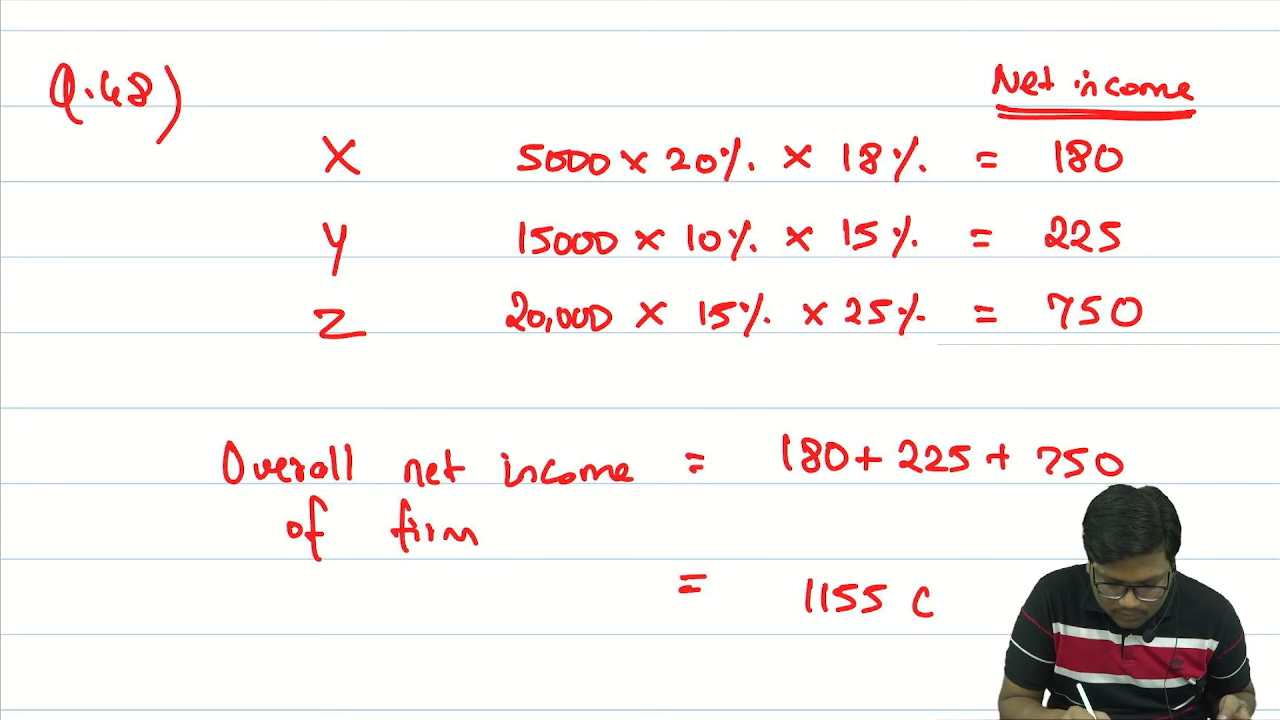 Q.48)
Net income
X 5000 × 20% × 18% = 180
Y 15000 × 10% × 15% = 225
Z 20,000 × 15% × 25% = 750
Overall net income = 180 + 225 + 750
of firm
= 1155 C